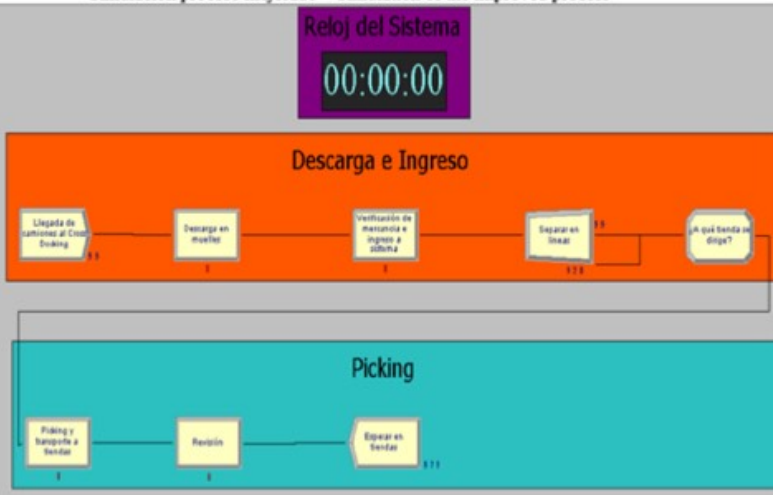 Reloj del Sistema
00:00:00
Descarga e Ingreso
Llegada de
camiones al Cross
Docking
Descarga en
muelles
Verificación de
mercancía e
ingreso a
sistema
Separar en
lineas
¿A qué tienda se
dirige?
Picking
Picking y
transporte a
tiendas
Revisión
Esperar en
tiendas